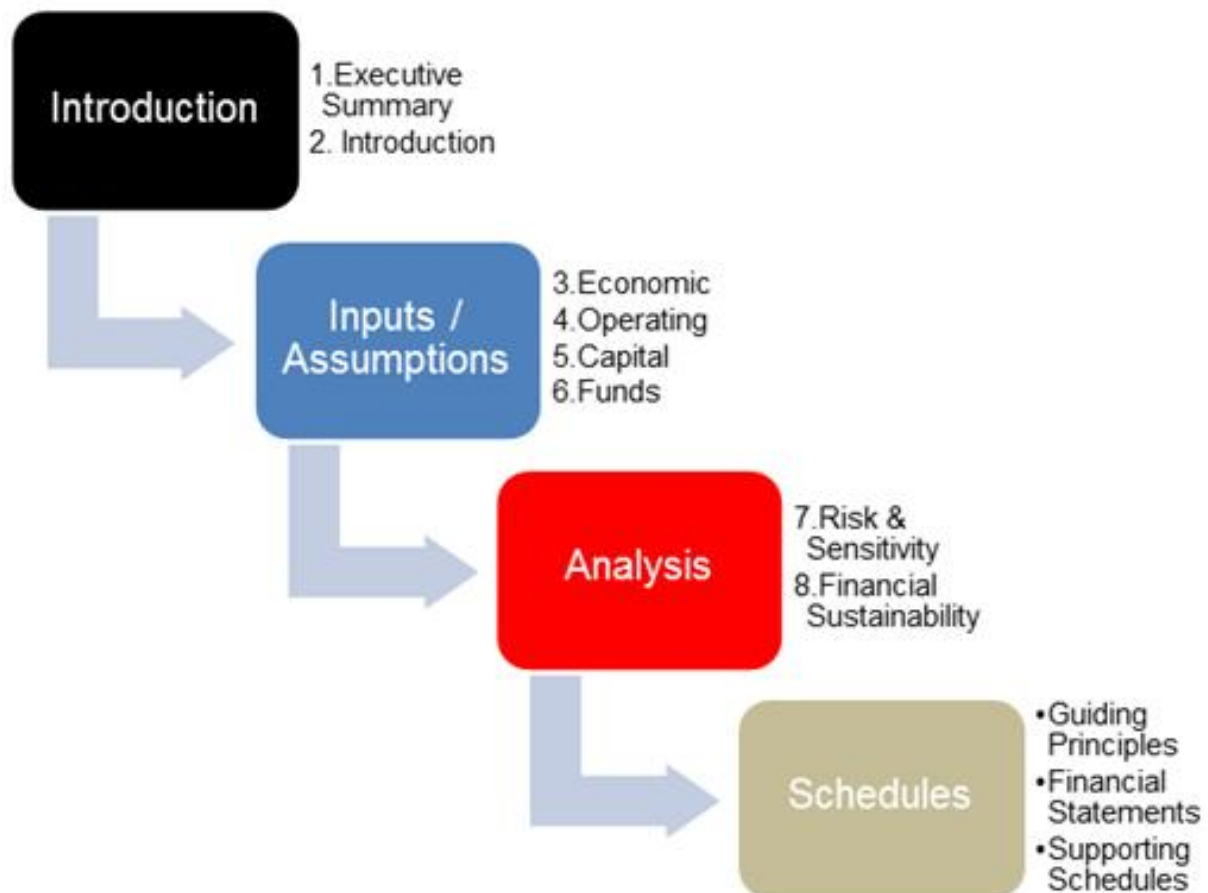 Introduction
1.Executive
Summary
2. Introduction
Inputs /
Assumptions
3.Economic
4.Operating
5.Capital
6.Funds
Analysis
7.Risk &
Sensitivity
8.Financial
Sustainability
Schedules
•Guiding
Principles
•Financial
Statements
•Supporting
Schedules